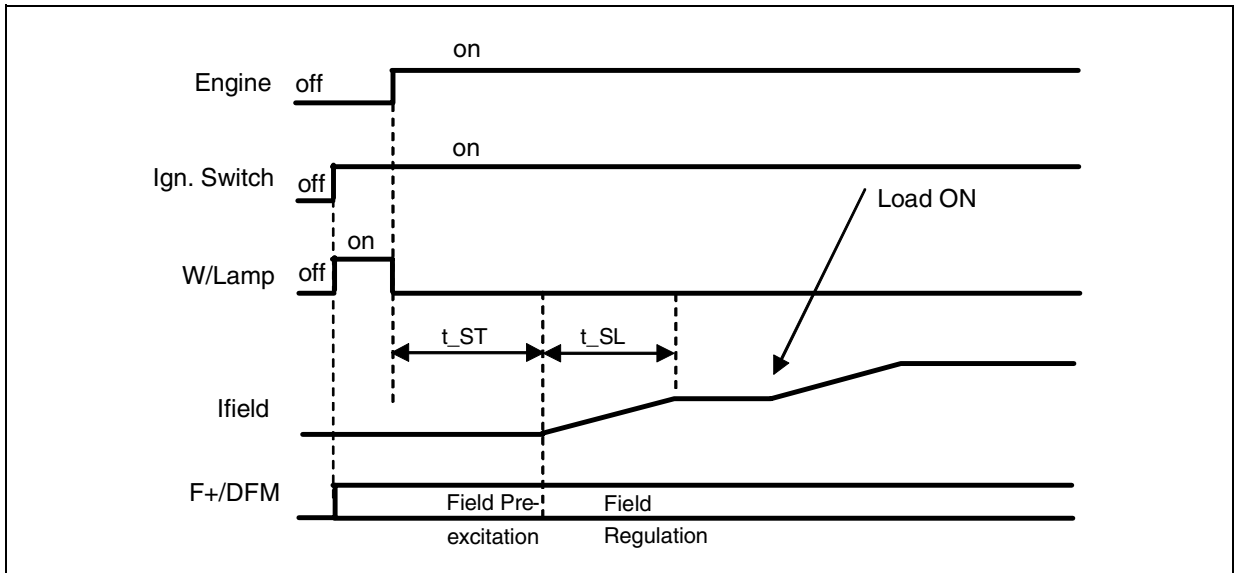 on
Engine off
on
Ign. Switch off
Load ON
on
W/Lamp off
t_ST t_SL
Ifield
F+/DFM
Field Pre- Field
excitation Regulation